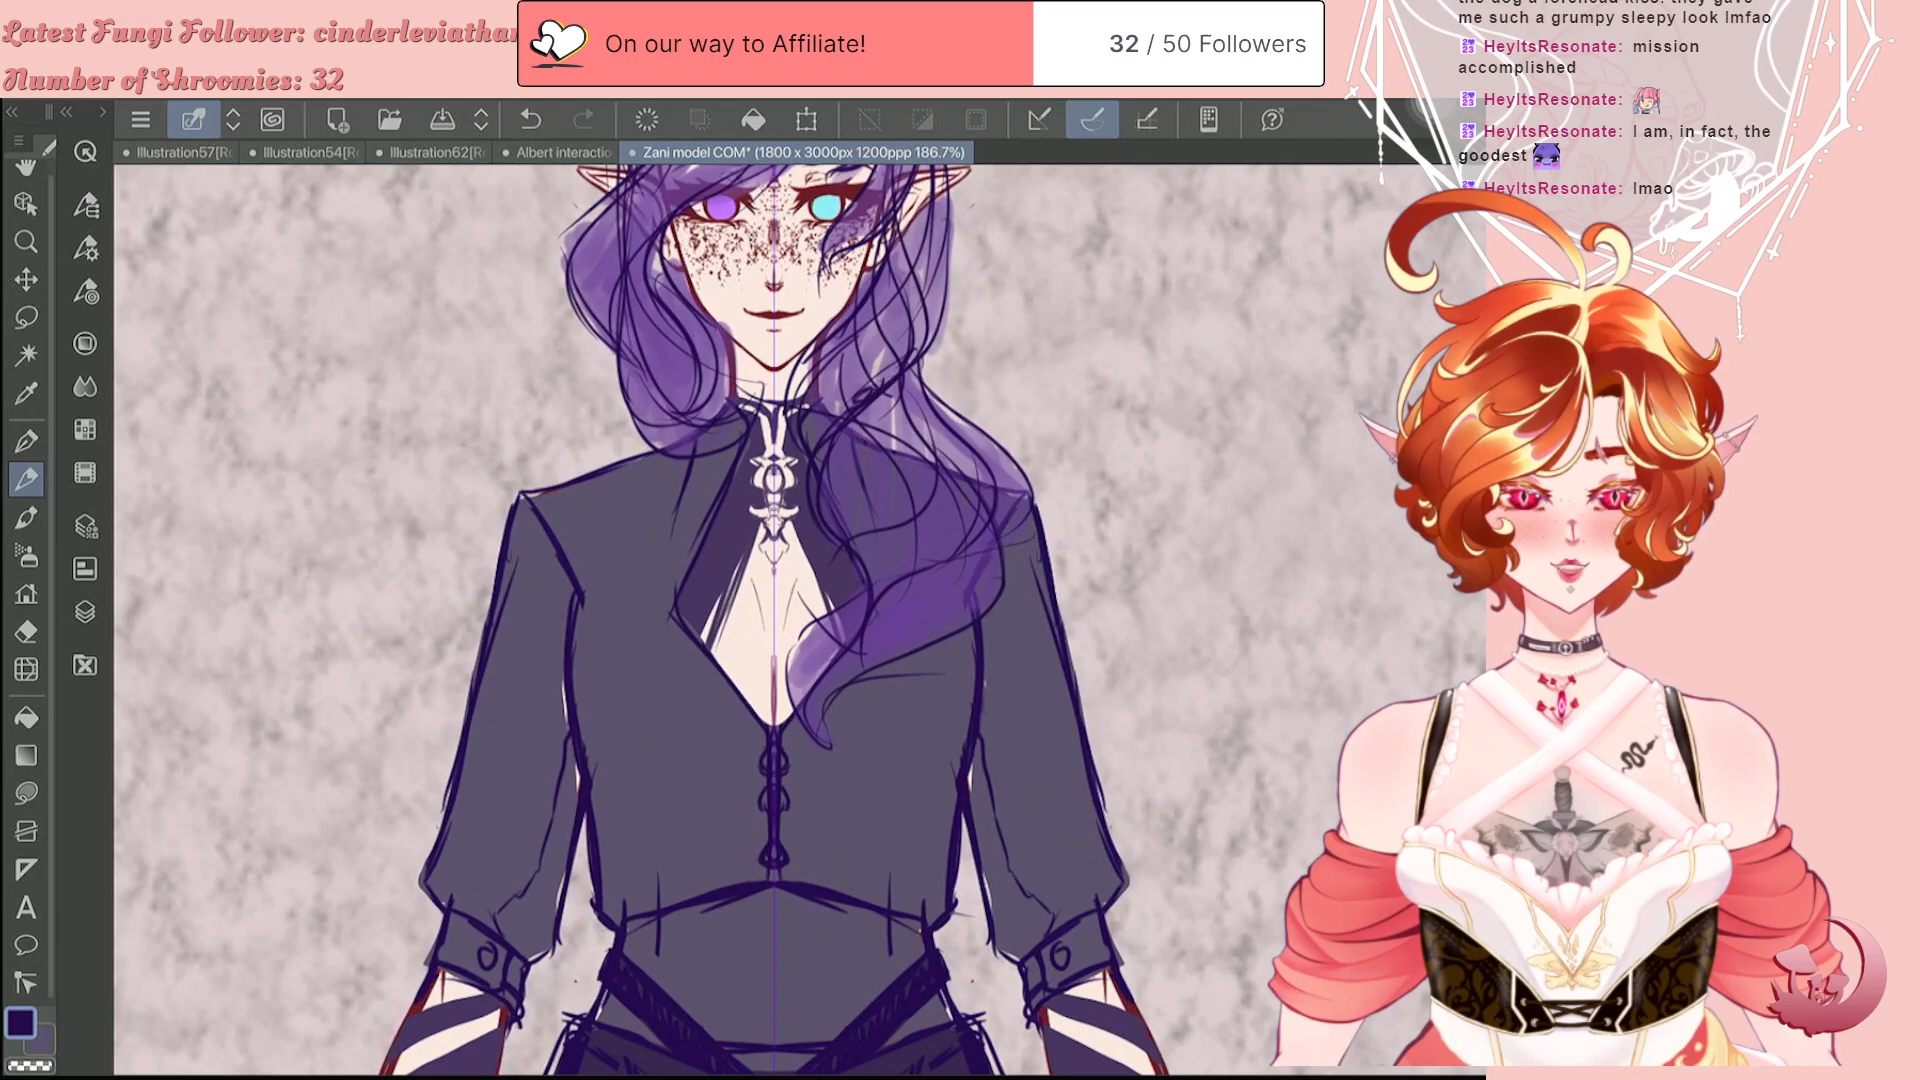 Latest Fungi Follower: cinderleviathan
Number of Shroomies: 32
On our way to Affiliate!
32 / 50 Followers
me such a grumpy sleepy look lmfao
HeyItsResonate: mission
accomplished
HeyItsResonate:
HeyItsResonate: I am, in fact, the
goodest
HeyItsResonate: lmao
Illustration57[R
Illustration54[R
Illustration62[
Albert interactio
Zani model COM* (1800 x 3000px 1200ppp 186.7%)